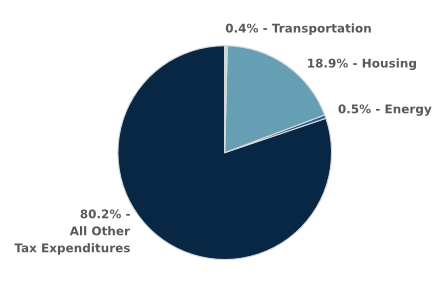 0.4% - Transportation
18.9% - Housing
0.5% - Energy
80.2% -
All Other
Tax Expenditures